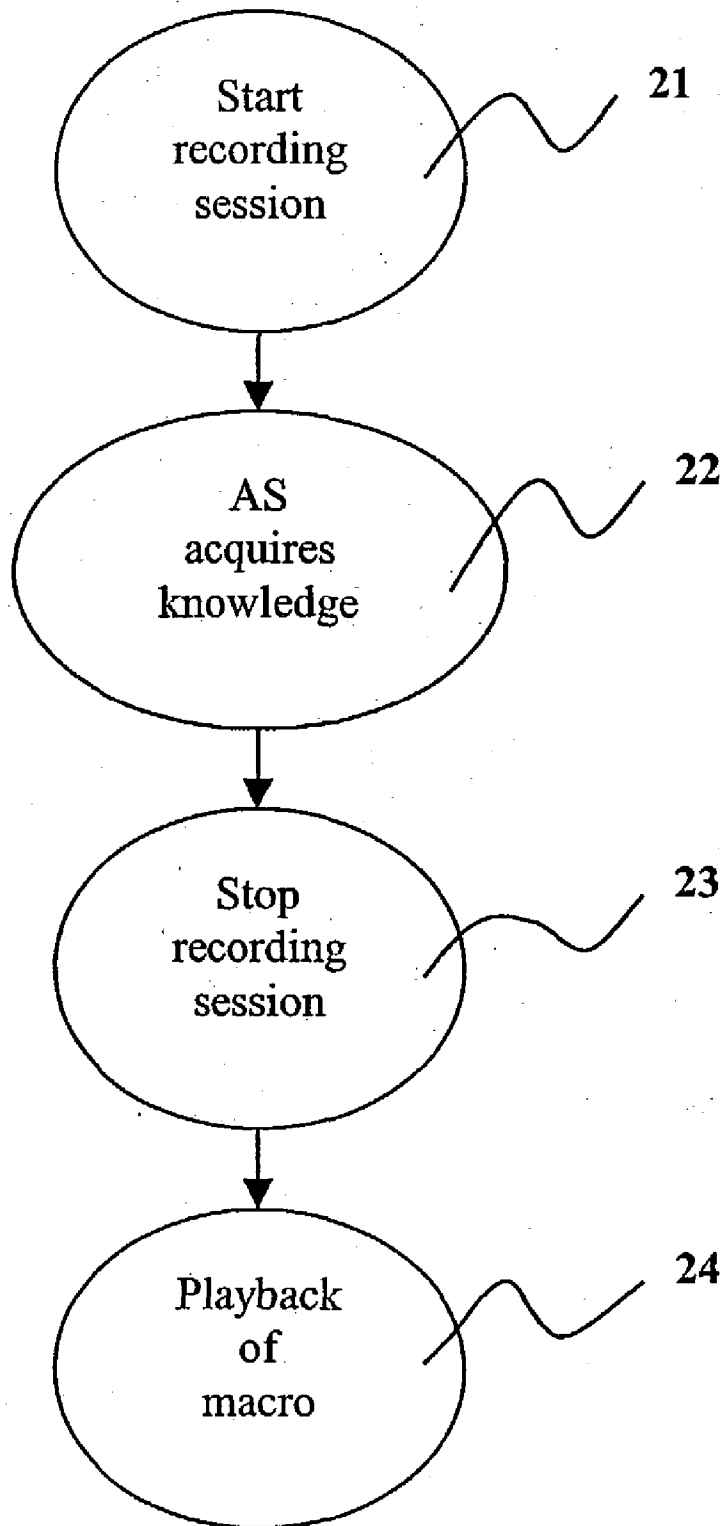 Start
recording
session
21
AS
acquires
knowledge
22
Stop
recording
session
23
Playback
of
macro
24